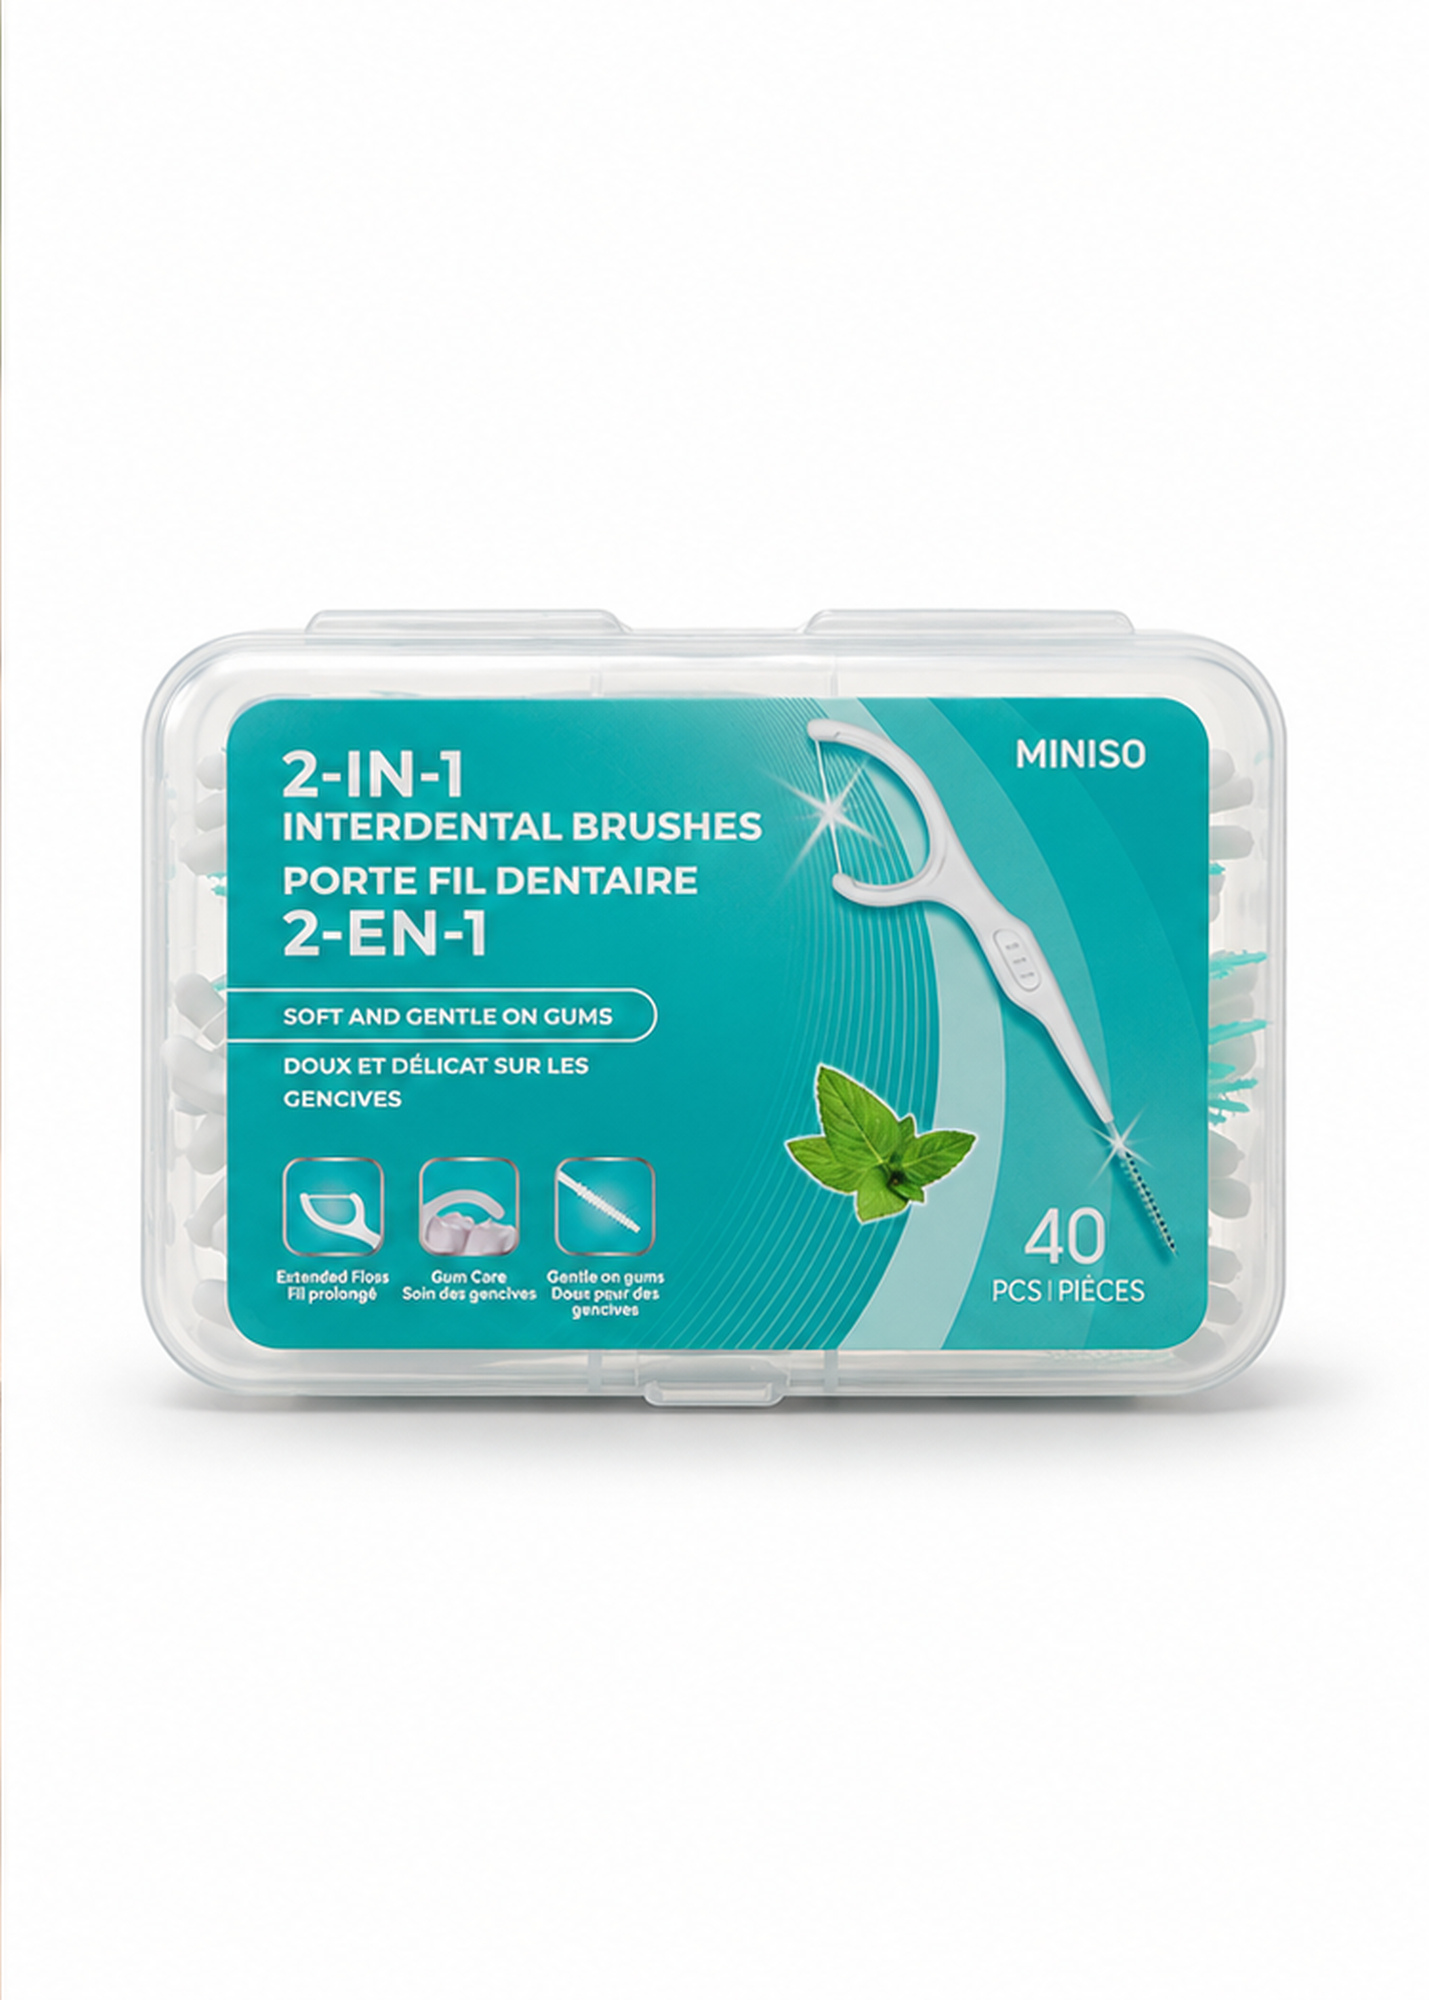 MINISO
2-IN-1
INTERDENTAL BRUSHES
PORTE FIL DENTAIRE
2-EN-1
SOFT AND GENTLE ON GUMS
DOUX ET DÉLICAT SUR LES
GENCIVES
Extended Floss
Fil prolongé
Gum Care
Soin des gencives
Gentle on gums
des
gencives
40
PCS | PIÈCES